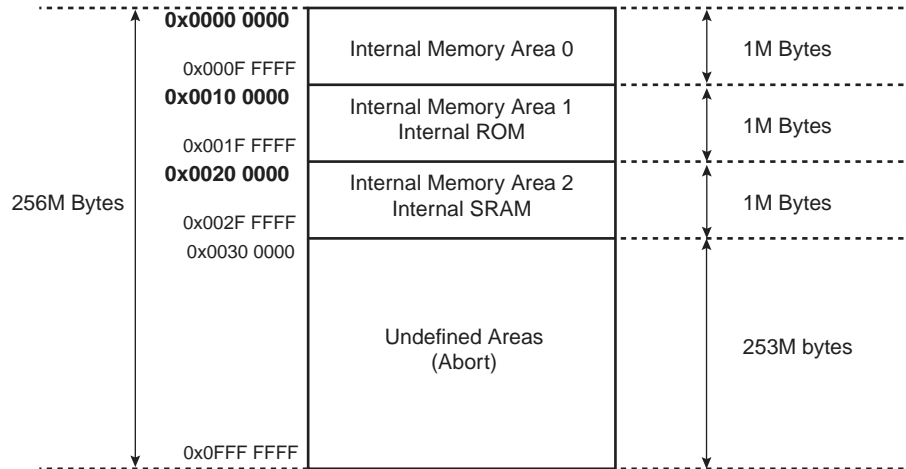 0x0000 0000
Internal Memory Area 0
1M Bytes
0x000F FFFF
0x0010 0000
Internal Memory Area 1
Internal ROM
1M Bytes
0x001F FFFF
0x0020 0000
Internal Memory Area 2
Internal SRAM
1M Bytes
256M Bytes
0x002F FFFF
0x0030 0000
Undefined Areas
(Abort)
253M bytes
0x0FFF FFFF